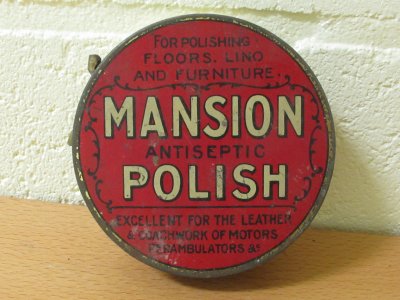 FOR POLISHING
FLOORS. LINO
AND FURNITURE.
MANSION
ANTISEPTIC
POLISH
EXCELLENT FOR THE LEATHER
& COACHWORK OF MOTORS
PERAMBULATORS &c